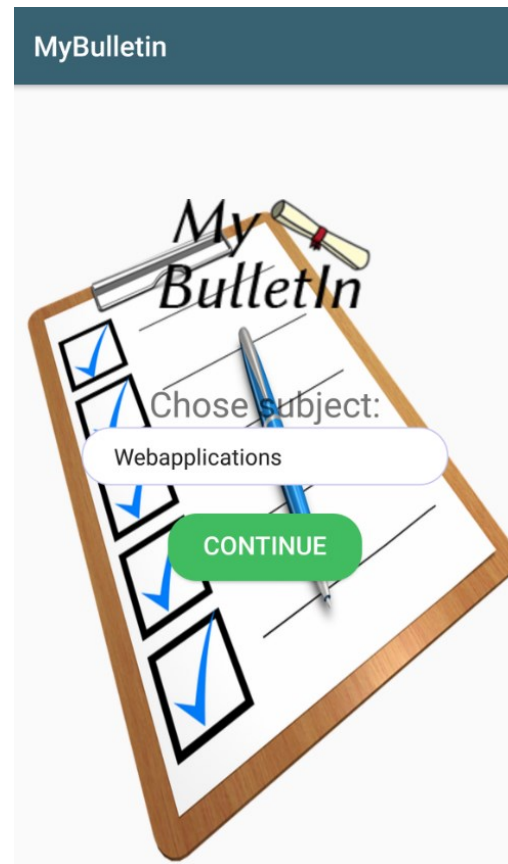 MyBulletin
My
BulletIn
Chose subject:
Webapplications
CONTINUE